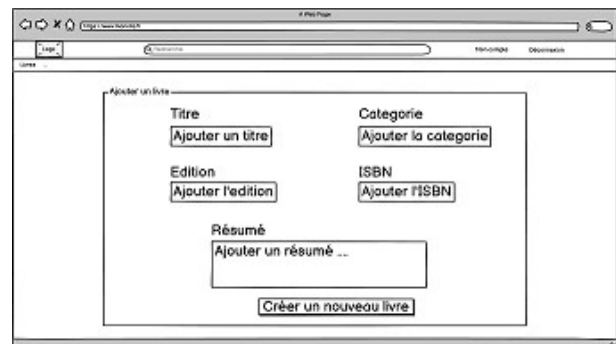 A Web Page
Logo
Recherche
Mon compte Déconnexion
Livres
Ajouter un livre
Titre Categorie
Ajouter un titre Ajouter la categorie
Edition ISBN
Ajouter l'edition Ajouter l'ISBN
Résumé
Ajouter un résumé ...
Créer un nouveau livre